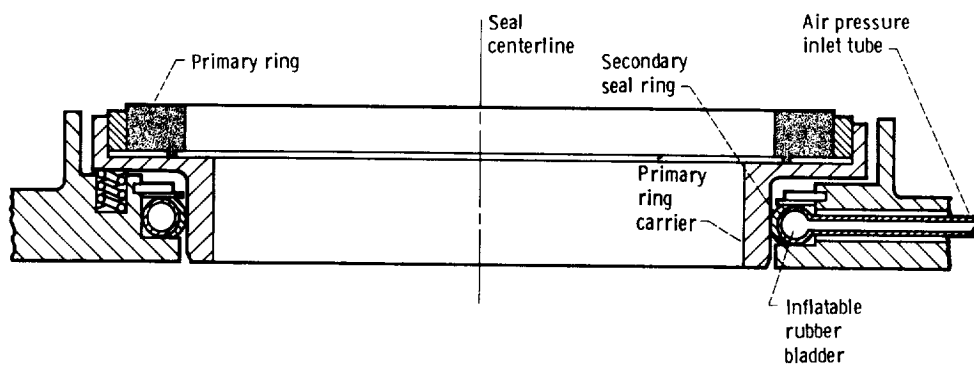 Seal
centerline
Air pressure
inlet tube
Primary ring
Secondary
seal ring
Primary
ring
carrier
Inflatable
rubber
bladder